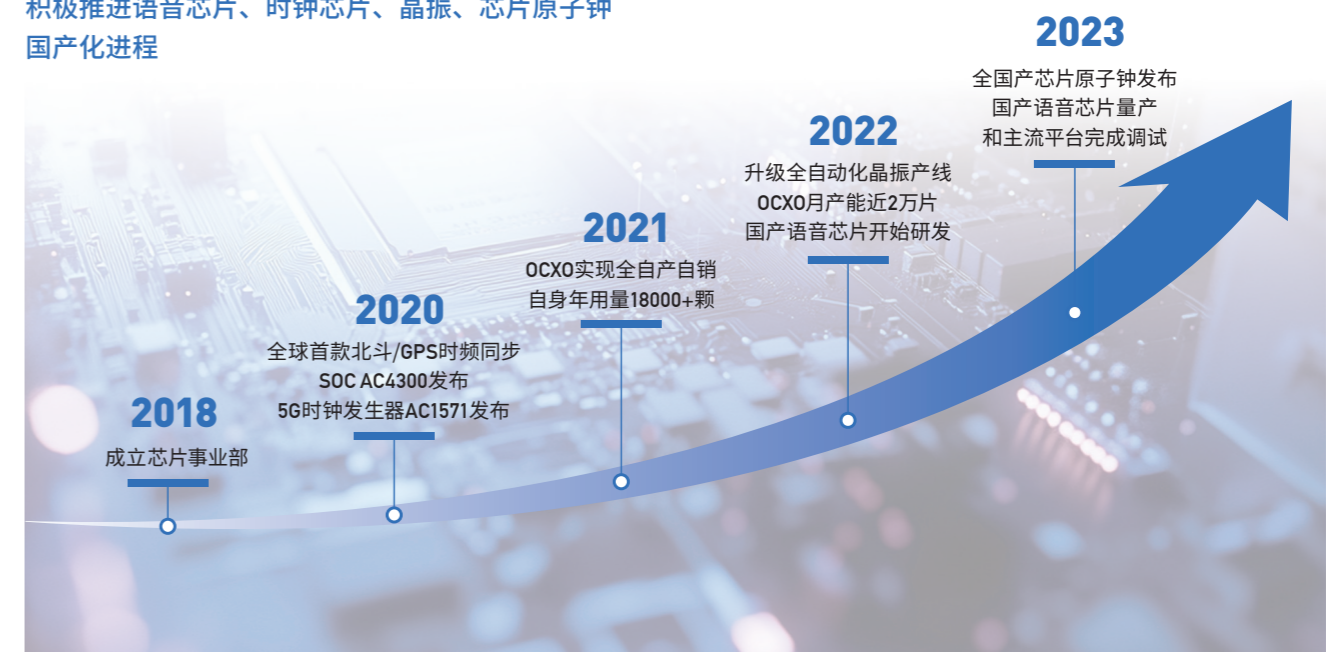 积极推进语音芯片、时钟芯片、晶振、芯片原子钟
国产化进程
2018
成立芯片事业部
2020
全球首款北斗/GPS时频同步
SOC AC4300发布
5G时钟发生器AC1571发布
2021
OCXO实现全自产自销
自身年用量18000+颗
2022
升级全自动化晶振产线
OCXO月产能近2万片
国产语音芯片开始研发
2023
全国产芯片原子钟发布
国产语音芯片量产
和主流平台完成调试